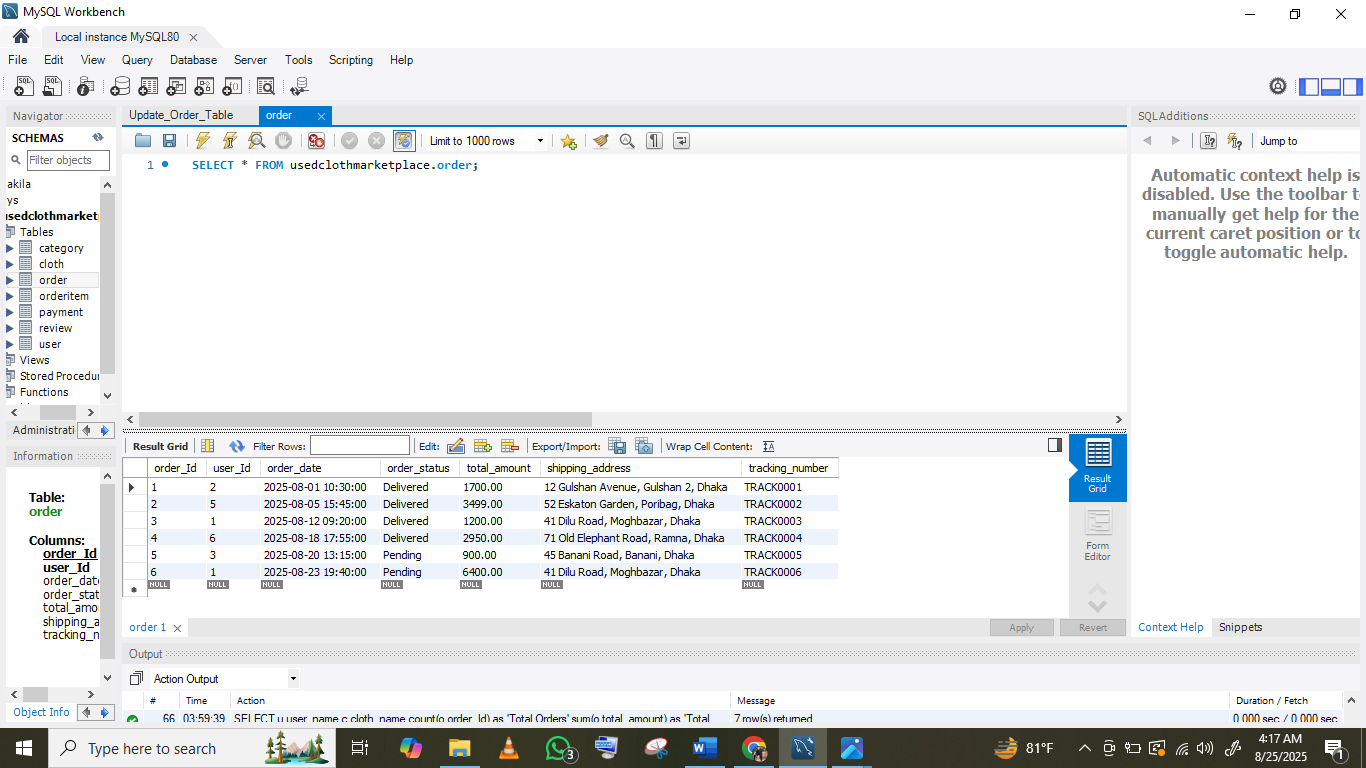 MySQL Workbench
Local instance MySQL80
File Edit View Query Database Server Tools Scripting Help
Navigator
SCHEMAS
Filter objects
akila
ys
usedclothmarketp
Tables
category
cloth
order
orderitem
payment
review
user
Views
Stored Procedur
Functions
Administrati
Information
Table:
order
Columns:
order_Id
user_Id
order_date
order_stat
total_amo
shipping_a
tracking_n
Object Info
Update_Order_Table order
Limit to 1000 rows
1 SELECT * FROM usedclothmarketplace.order;
Result Grid Filter Rows: Edit: Export/Import: Wrap Cell Content:
order_Id user_Id order_date order_status total_amount shipping_address tracking_number
1 2 2025-08-01 10:30:00 Delivered 1700.00 12 Gulshan Avenue, Gulshan 2, Dhaka TRACK0001
2 5 2025-08-05 15:45:00 Delivered 3499.00 52 Eskaton Garden, Poribag, Dhaka TRACK0002
3 1 2025-08-12 09:20:00 Delivered 1200.00 41 Dilu Road, Moghbazar, Dhaka TRACK0003
4 6 2025-08-18 17:55:00 Delivered 2950.00 71 Old Elephant Road, Ramna, Dhaka TRACK0004
5 3 2025-08-20 13:15:00 Pending 900.00 45 Banani Road, Banani, Dhaka TRACK0005
6 1 2025-08-23 19:40:00 Pending 6400.00 41 Dilu Road, Moghbazar, Dhaka TRACK0006
NULL NULL NULL NULL NULL NULL NULL
Result
Grid
Form
Editor
order 1
Apply Revert
Output
Action Output
# Time Action Message Duration / Fetch
66 03:59:39 SELECT u.user_name,c.cloth_name,count(o.order_Id) as 'Total Orders',sum(o.total_amount) as 'Total 7 row(s) returned 0.000 sec / 0.000 sec
SQLAdditions
Jump to
Automatic context help is
disabled. Use the toolbar t
manually get help for the
current caret position or to
toggle automatic help.
Context Help Snippets
Type here to search
3
81°F
4:17 AM
8/25/2025
1